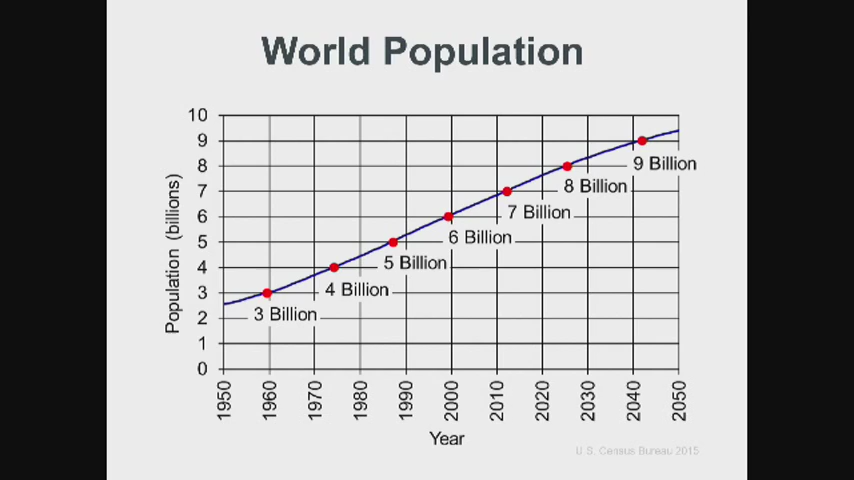 World Population
10
9
8
7
6
5
4
3
2
1
0
Population (billions)
3 Billion
4 Billion
5 Billion
6 Billion
7 Billion
8 Billion
9 Billion
1950
1960
1970
1980
1990
2000
2010
2020
2030
2040
2050
Year
U.S. Census Bureau 2015